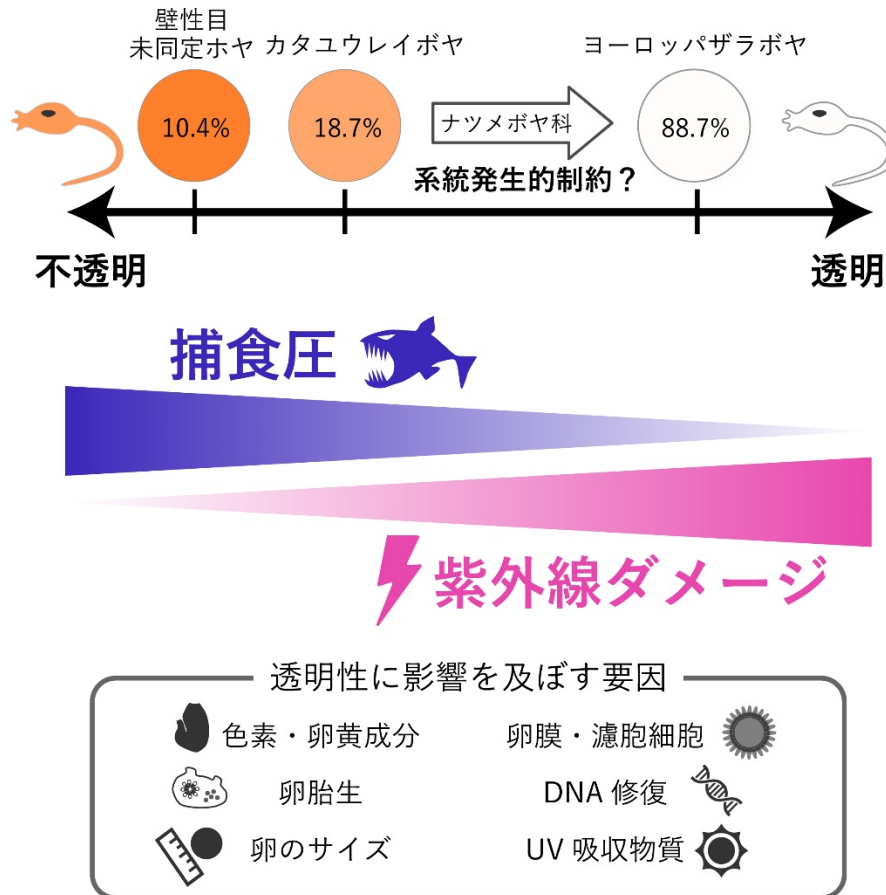 壁性目
未同定ホヤ
カタユウレイボヤ
ヨーロッパザラボヤ
10.4%
18.7%
ナツメボヤ科
88.7%
系統発生的制約？
不透明
透明
捕食圧
紫外線ダメージ
透明性に影響を及ぼす要因
色素・卵黄成分
卵膜・濾胞細胞
卵胎生
DNA 修復
卵のサイズ
UV 吸収物質